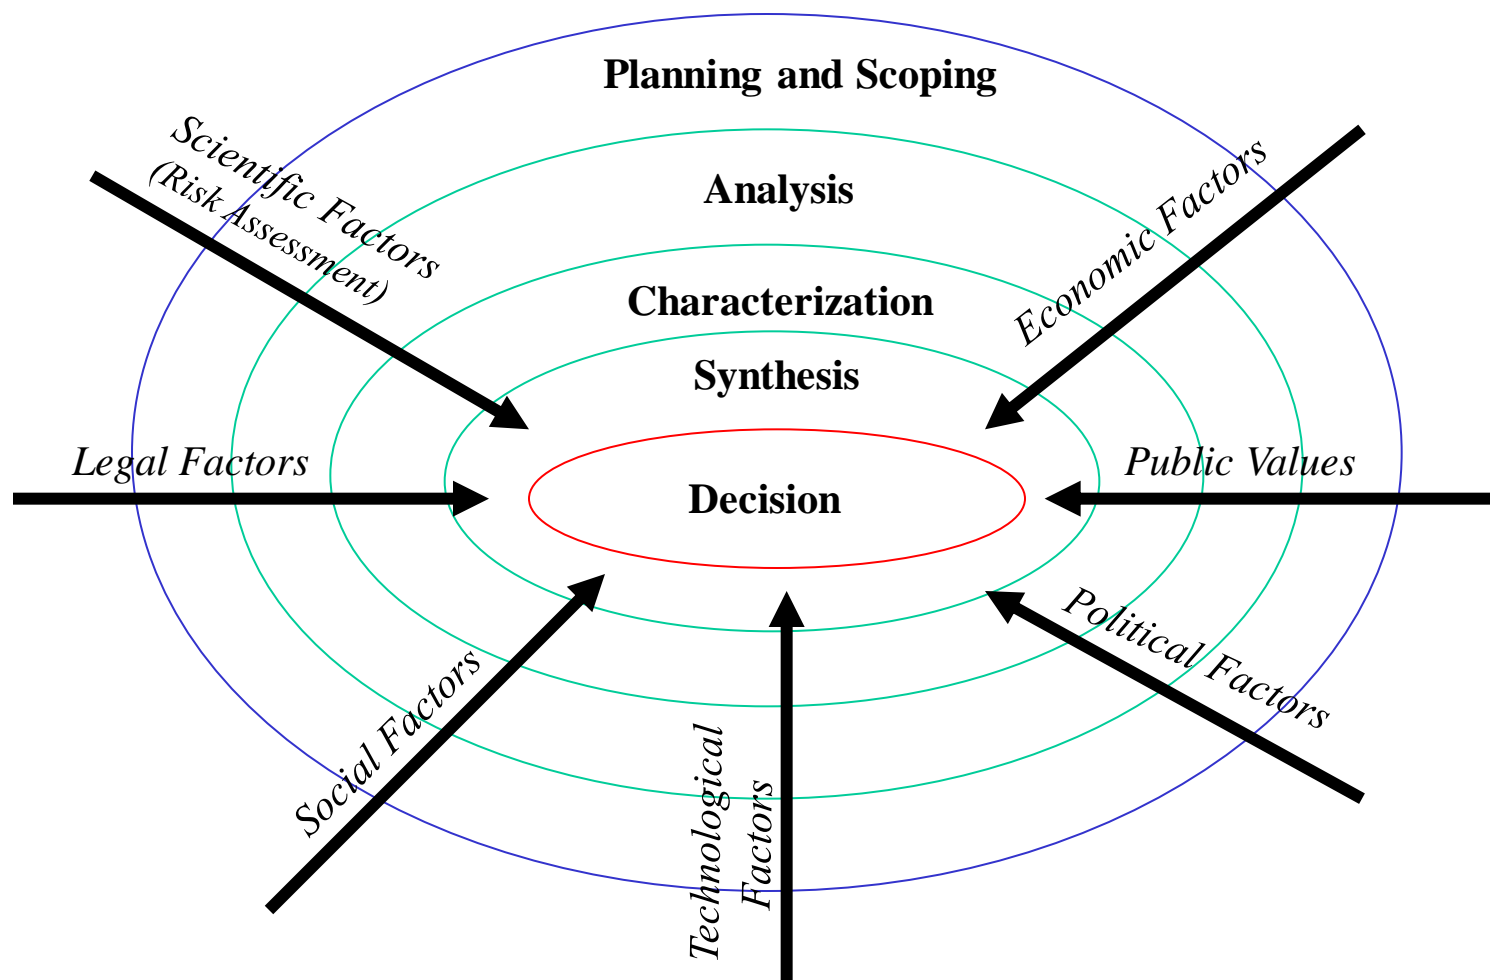 Planning and Scoping
Scientific Factors
(Risk Assessment)
Economic Factors
Analysis
Characterization
Synthesis
Legal Factors
Public Values
Decision
Political Factors
Social Factors
Technological
Factors